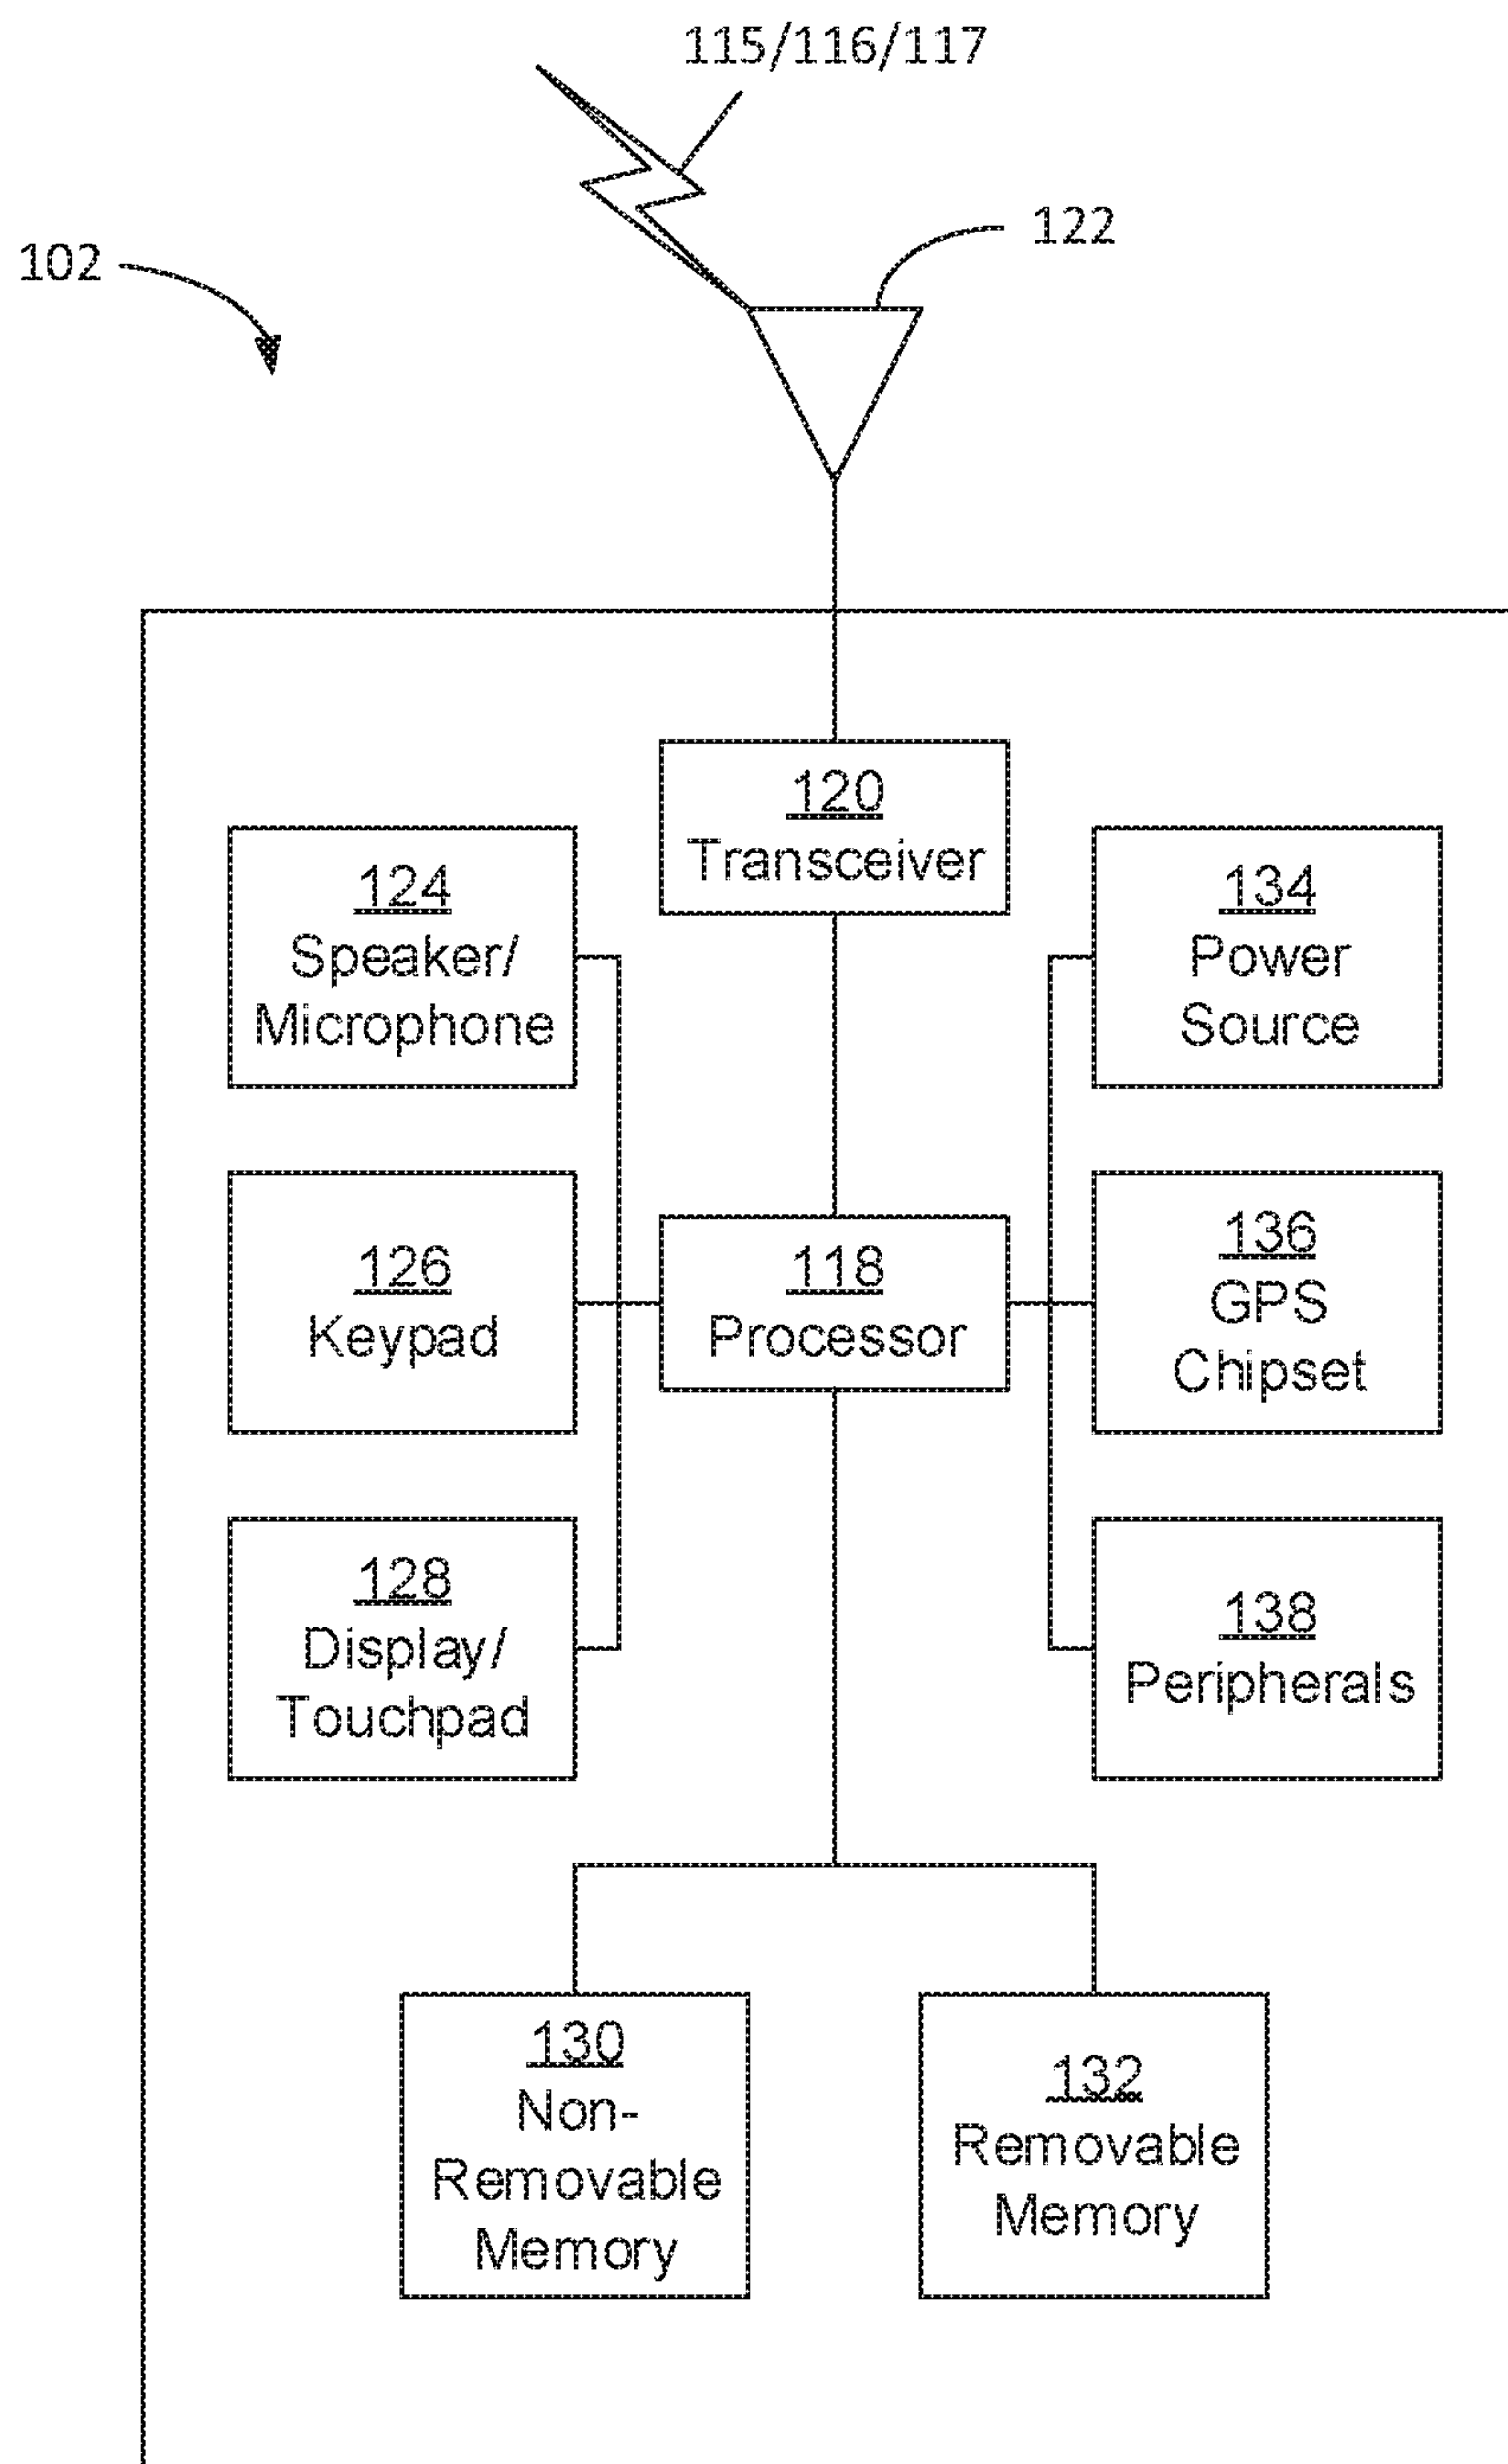 115/116/117
122
102
120
Transceiver
124
Speaker/
Microphone
134
Power
Source
126
Keypad
118
Processor
136
GPS
Chipset
128
Display/
Touchpad
138
Peripherals
130
Non-
Removable
Memory
132
Removable
Memory